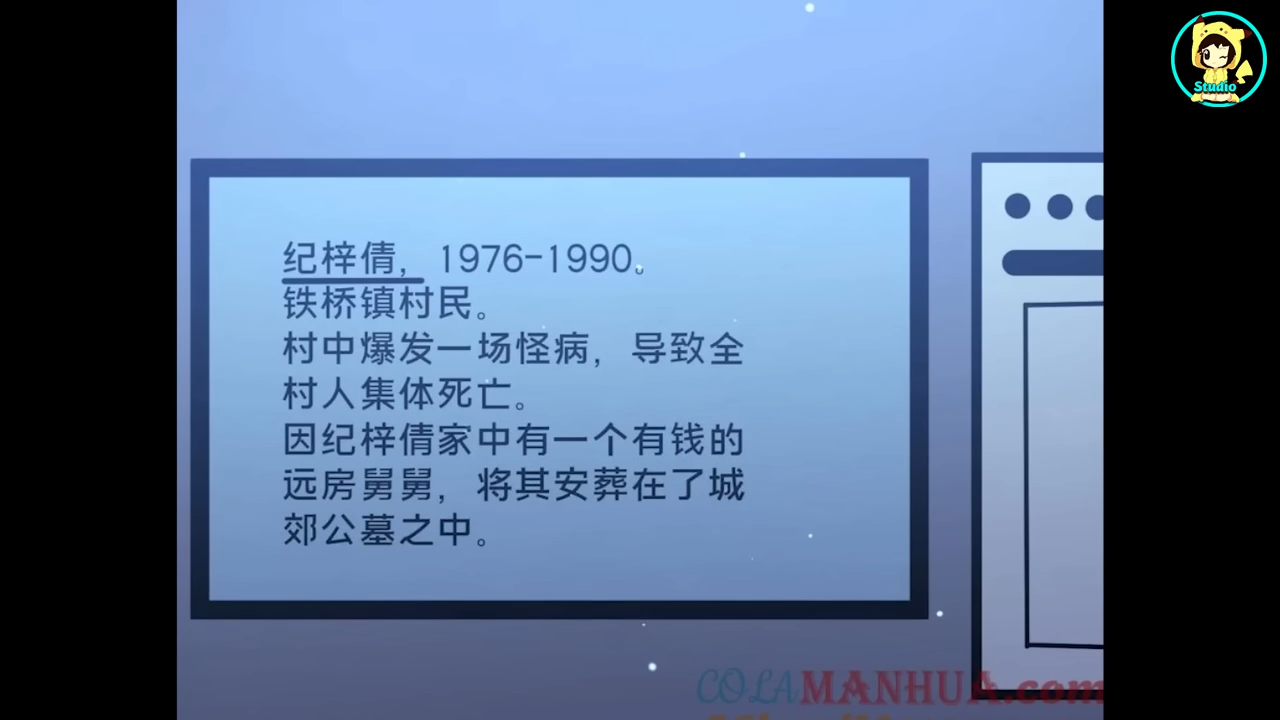 Studio
纪梓倩，1976-1990。
铁桥镇村民。
村中爆发一场怪病，导致全
村人集体死亡。
因纪梓倩家中有一个有钱的
远房舅舅，将其安葬在了城
郊公墓之中。
COLAMANHUA.com